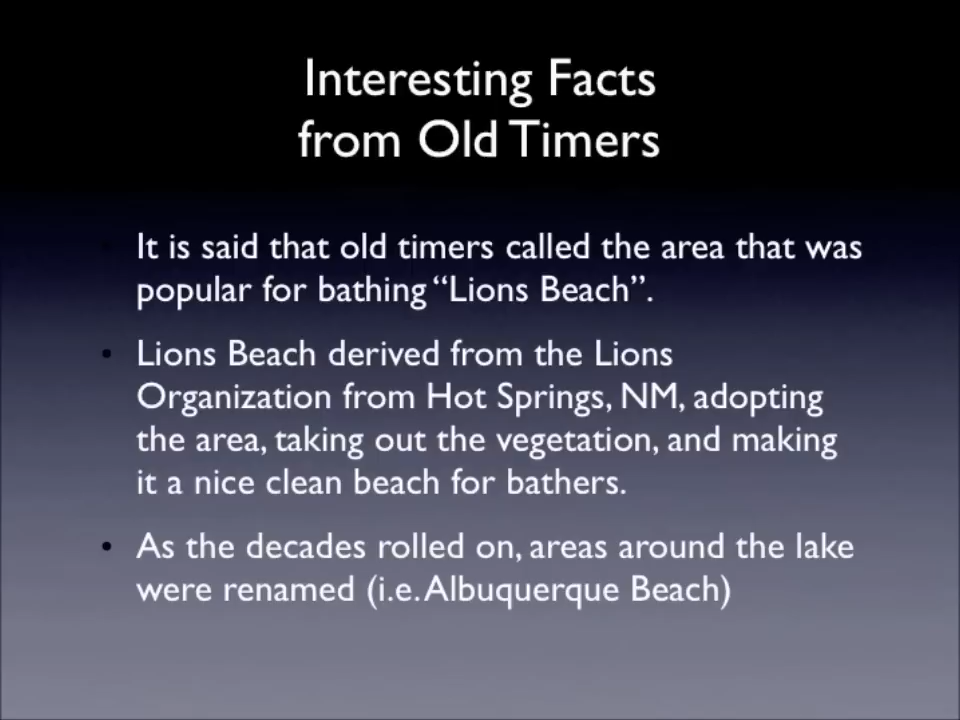 Interesting Facts
from Old Timers
It is said that old timers called the area that was
popular for bathing “Lions Beach”.
• Lions Beach derived from the Lions
Organization from Hot Springs, NM, adopting
the area, taking out the vegetation, and making
it a nice clean beach for bathers.
• As the decades rolled on, areas around the lake
were renamed (i.e. Albuquerque Beach)